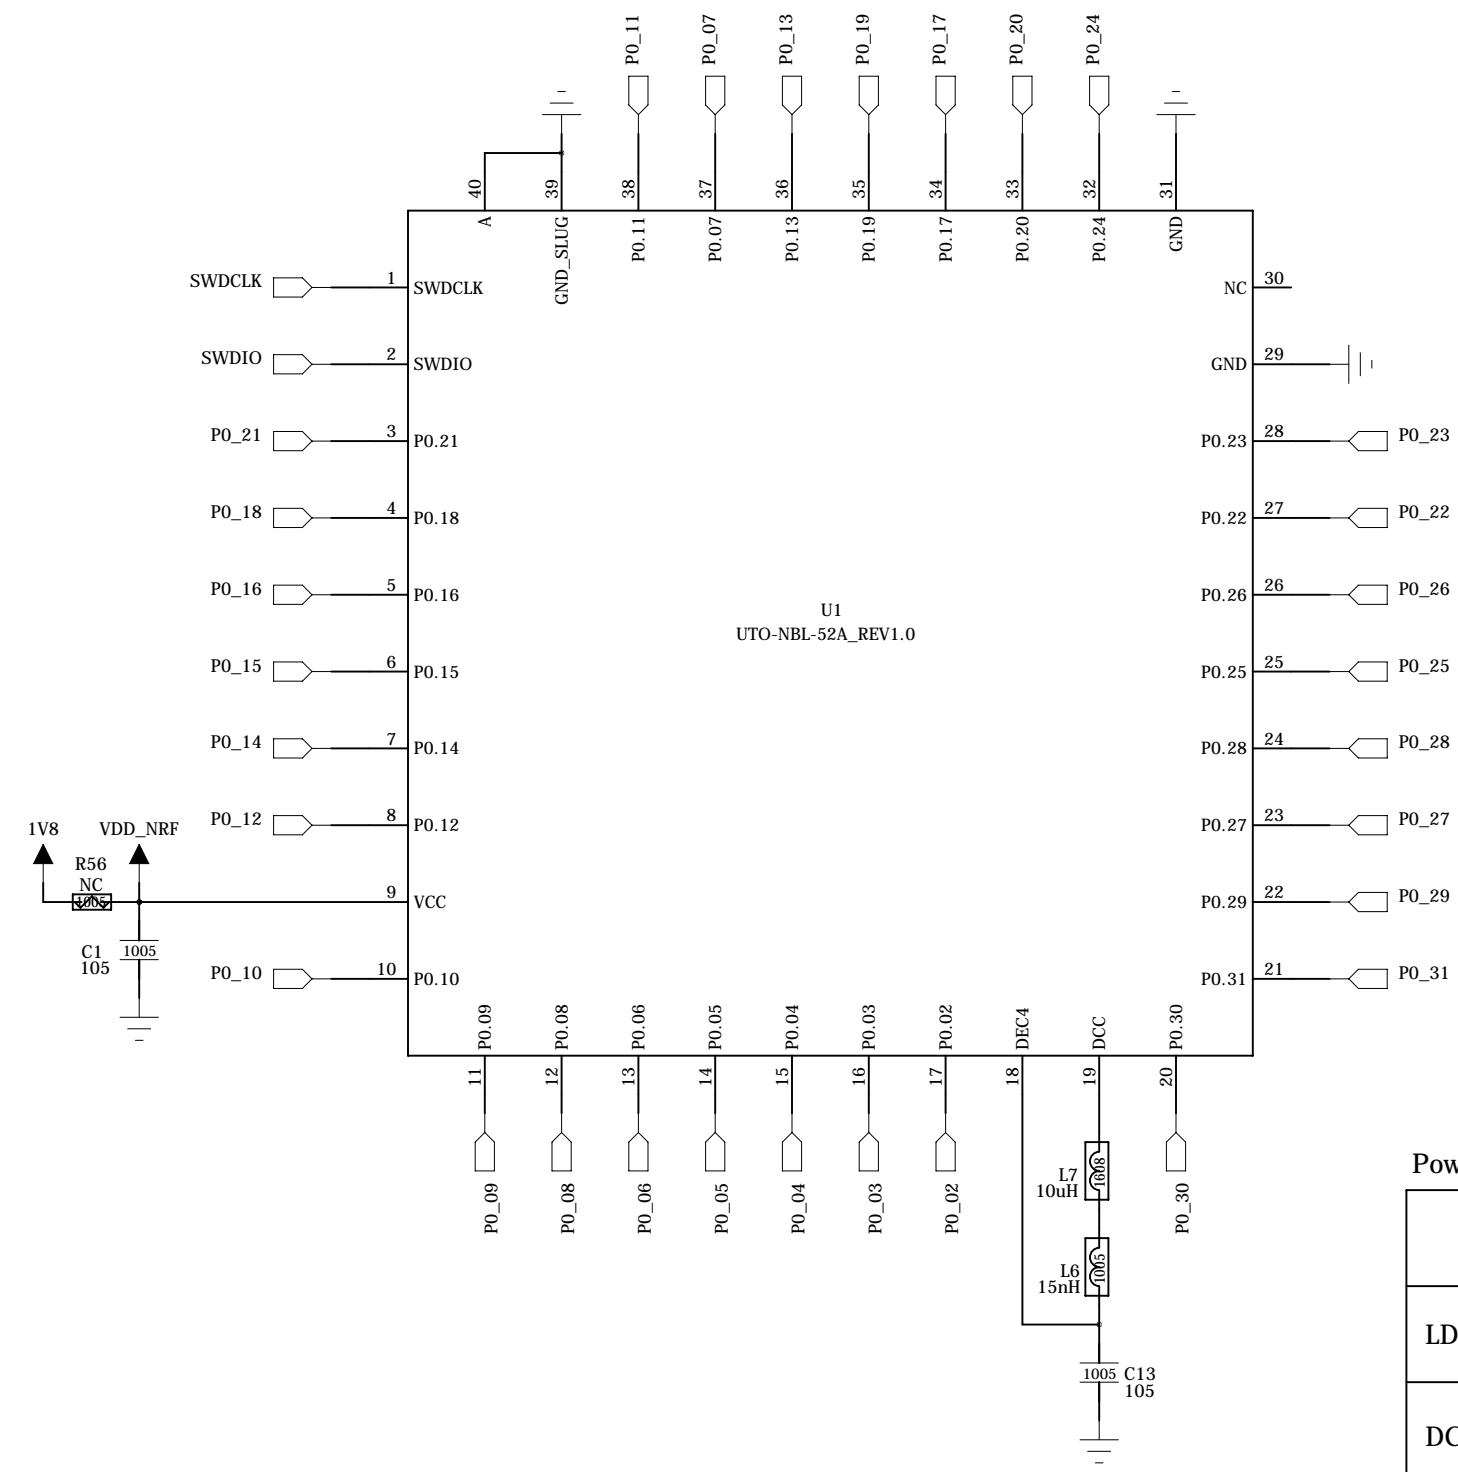 P0_11
P0_07
P0_13
P0_19
P0_17
P0_20
P0_24
40
39
38
37
36
35
34
33
32
31
A
GND_SLUG
P0.11
P0.07
P0.13
P0.19
P0.17
P0.20
P0.24
GND
SWDCLK
1
SWDCLK
NC
30
SWDIO
2
SWDIO
GND
29
P0_21
3
P0.21
P0.23
28
P0_23
P0_18
4
P0.18
P0.22
27
P0_22
P0_16
5
P0.16
P0.26
26
P0_26
U1
UTO-NBL-52A_REV1.0
P0_15
6
P0.15
P0.25
25
P0_25
P0_14
7
P0.14
P0.28
24
P0_28
1V8
VDD_NRF
P0_12
8
P0.12
P0.27
23
P0_27
R56
NC
1005
9
VCC
P0.29
22
P0_29
C1
105
1005
P0_10
10
P0.10
P0.31
21
P0_31
P0.09
P0.08
P0.06
P0.05
P0.04
P0.03
P0.02
DEC4
DCC
P0.30
11
12
13
14
15
16
17
18
19
20
P0_09
P0_08
P0_06
P0_05
P0_04
P0_03
P0_02
P0_30
L7
10uH
1608
L6
15nH
1005
1005
C13
105
Pow
LD
DC